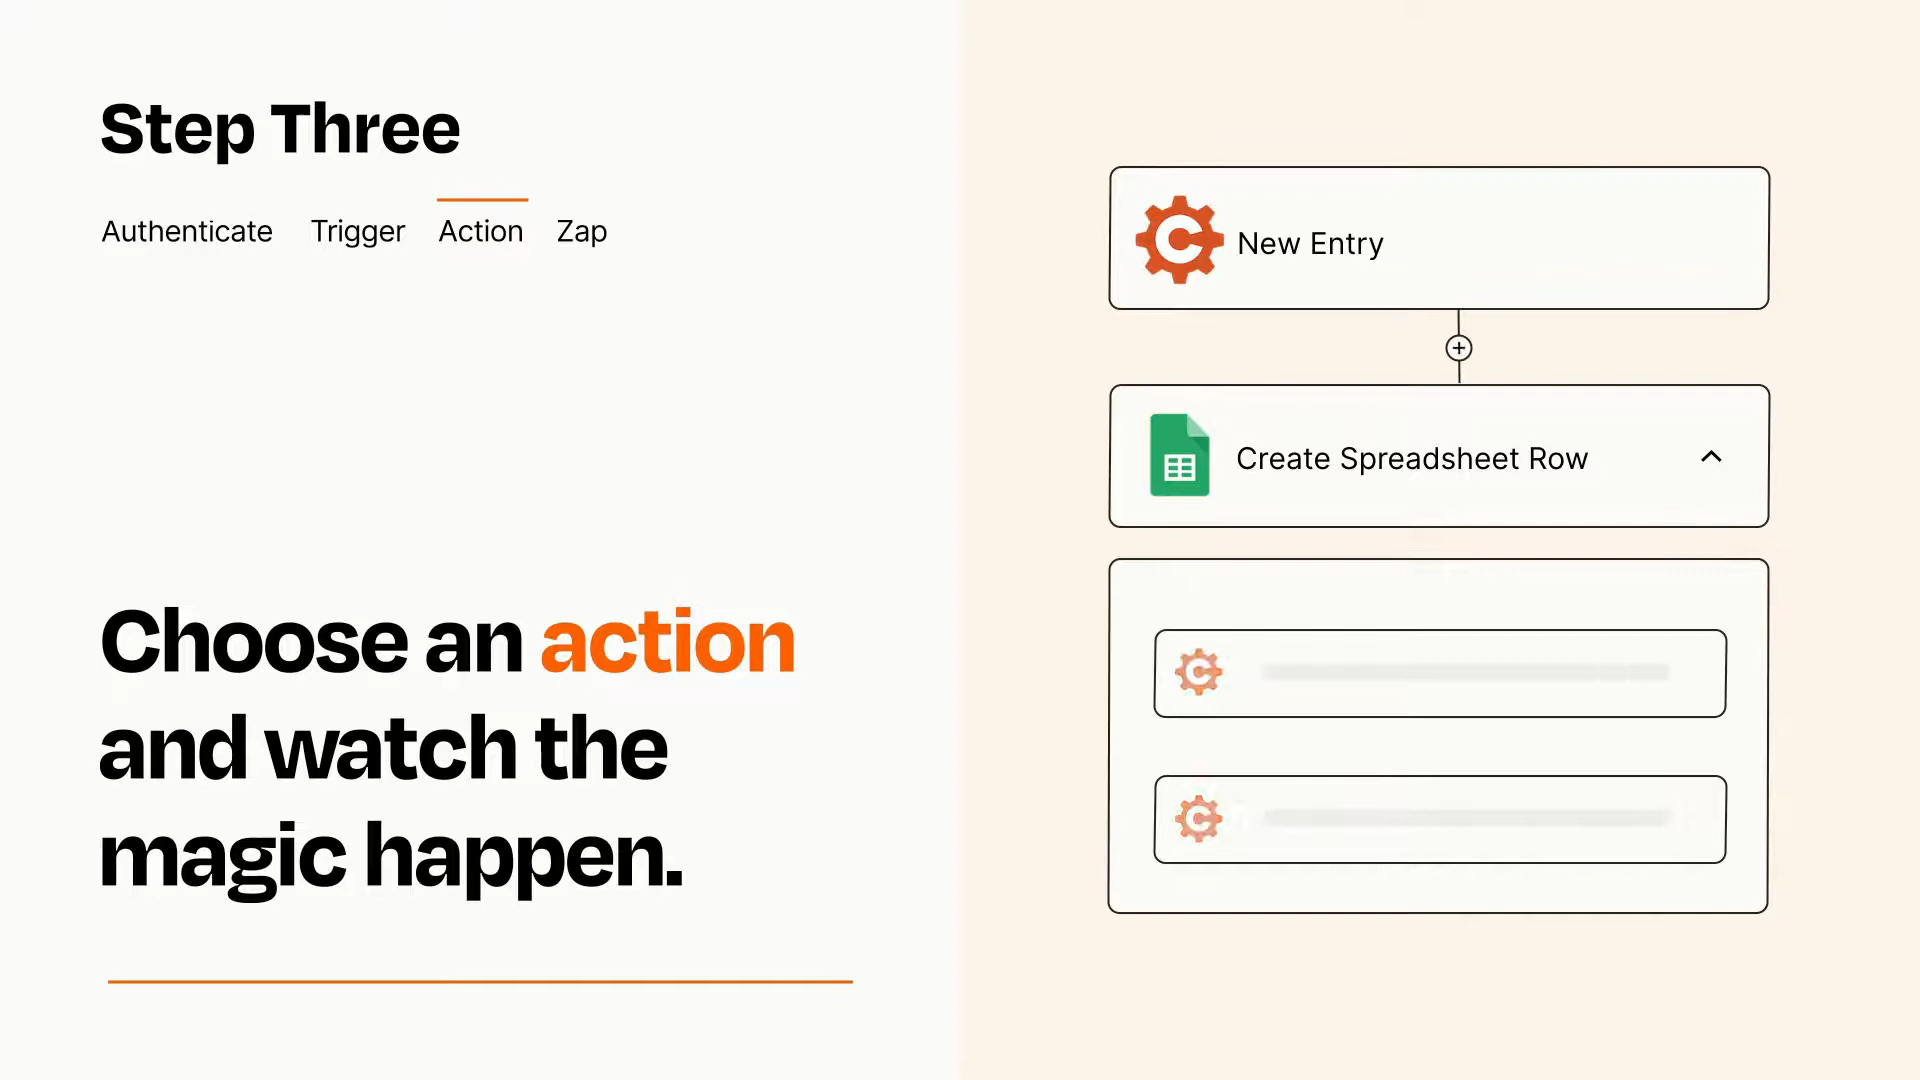 Step Three
Authenticate Trigger Action Zap
Choose an action
and watch the
magic happen.
New Entry
Create Spreadsheet Row